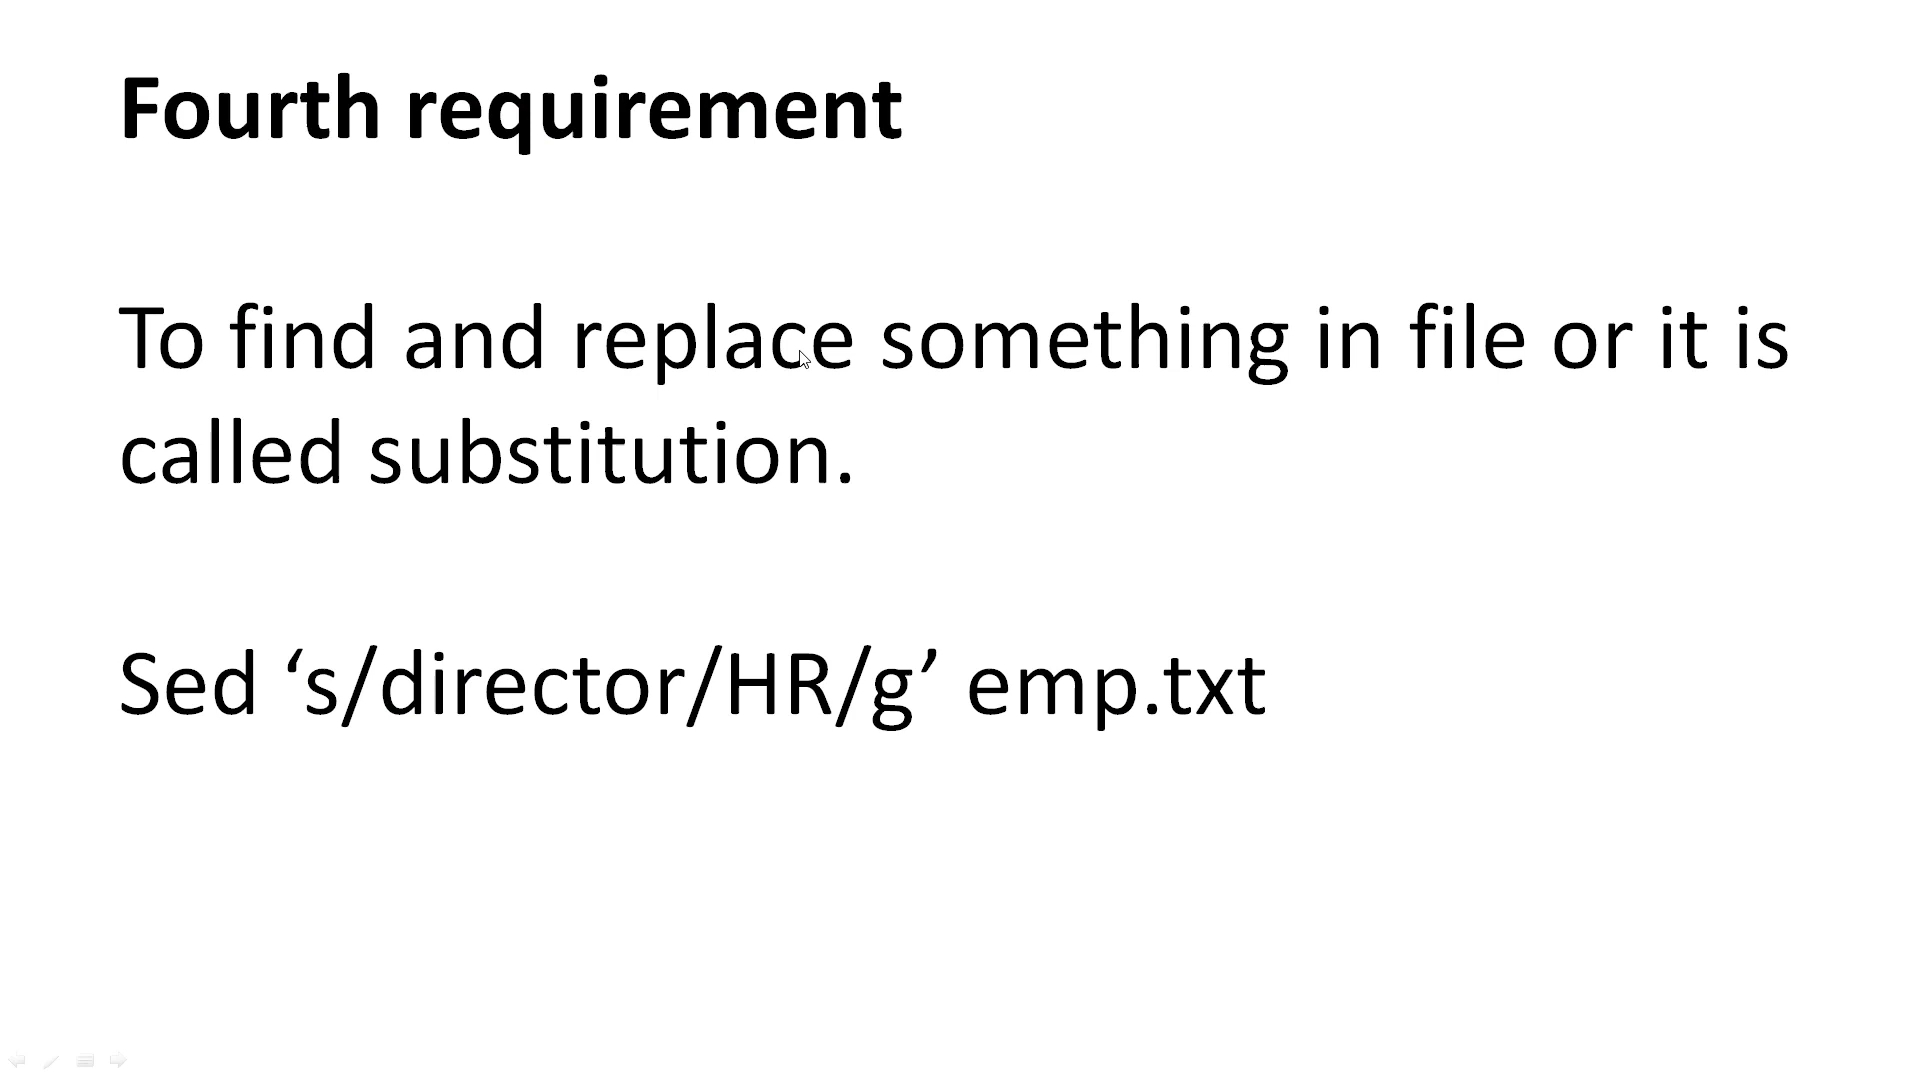 Fourth requirement
To find and replace something in file or it is
called substitution.
Sed ‘s/director/HR/g’ emp.txt